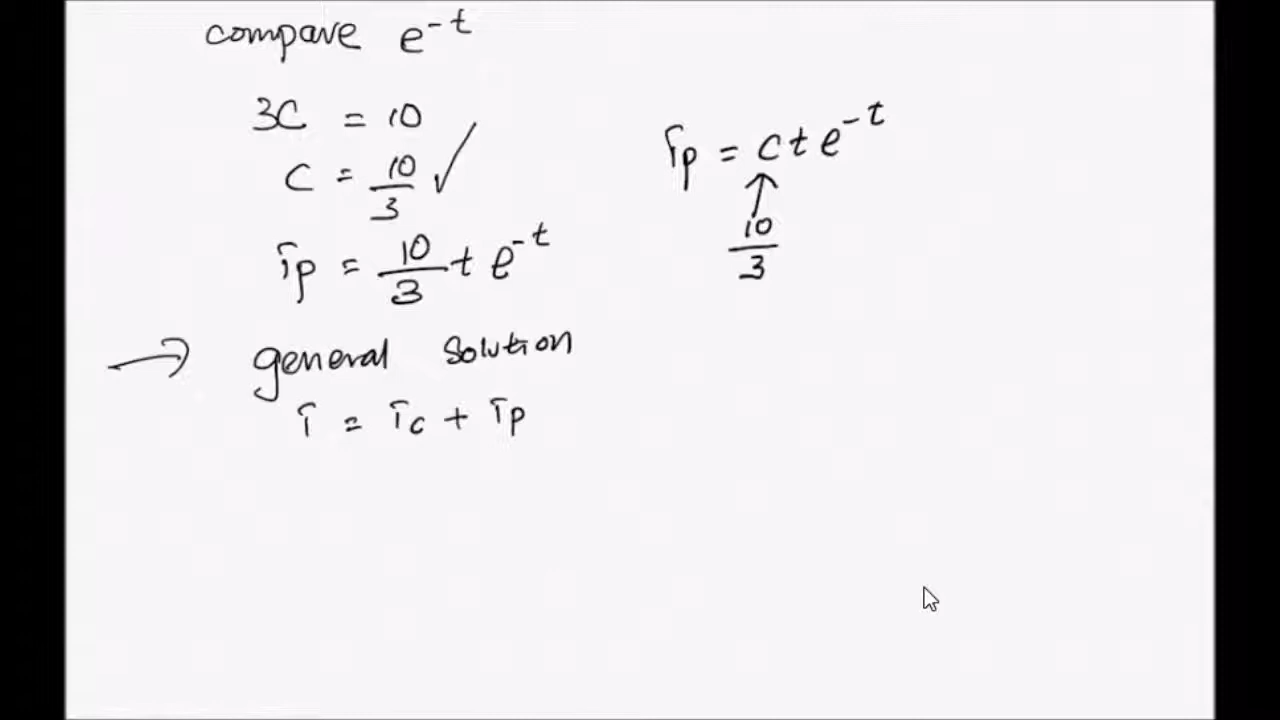 compare e^{-t}
3C = 10
C = 10/3 ✓
ip = 10/3 t e^{-t}
→ general solution
i = ic + ip
ip = c t e^{-t}
↑
10/3